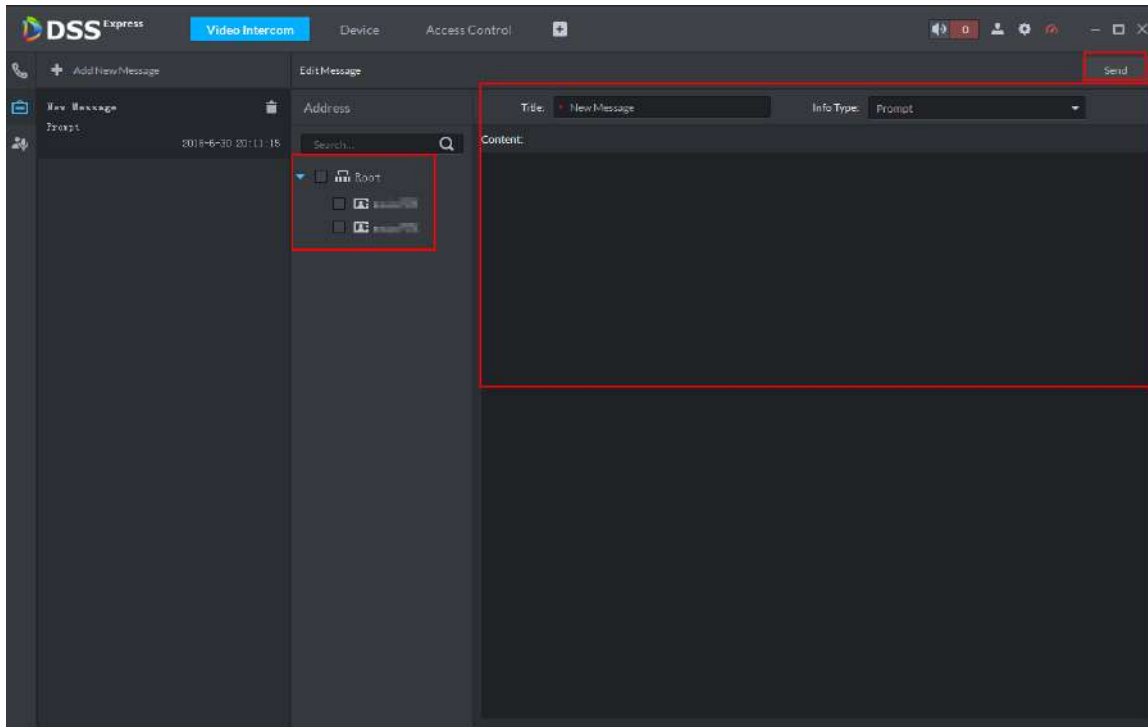 DSS Express
Video Intercom
Device
Access Control
0
Add New Message
Edit Message
Send
New Message
Prompt
2018-6-30 20:11:15
Address
Search...
Root
Title: * New Message
Info Type: Prompt
Content: